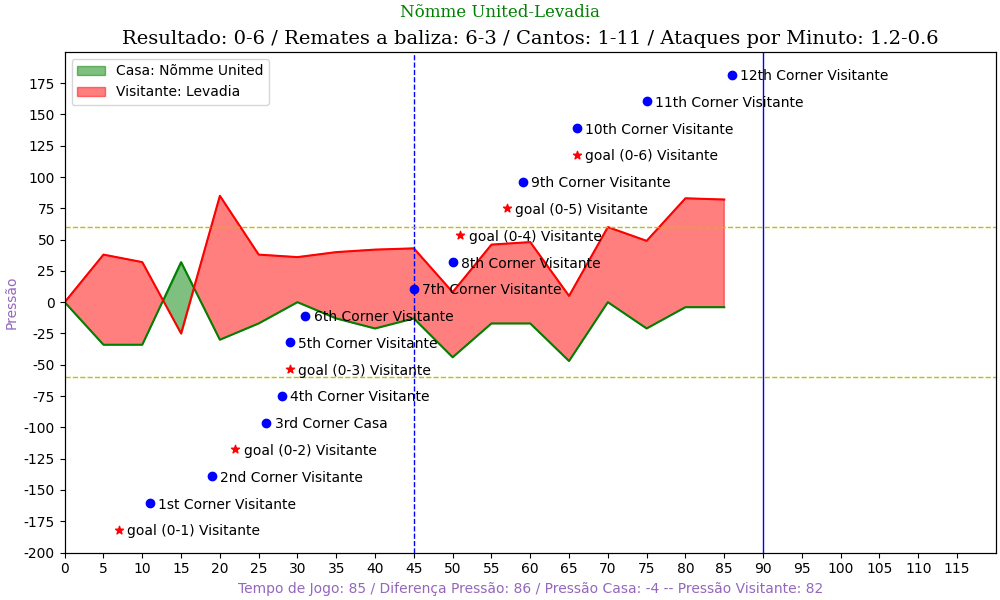 Nõmme United-Levadia
Resultado: 0-6 / Remates a baliza: 6-3 / Cantos: 1-11 / Ataques por Minuto: 1.2-0.6
Casa: Nõmme United
Visitante: Levadia
12th Corner Visitante
11th Corner Visitante
10th Corner Visitante
goal (0-6) Visitante
9th Corner Visitante
goal (0-5) Visitante
goal (0-4) Visitante
8th Corner Visitante
7th Corner Visitante
6th Corner Visitante
5th Corner Visitante
goal (0-3) Visitante
4th Corner Visitante
3rd Corner Casa
goal (0-2) Visitante
2nd Corner Visitante
1st Corner Visitante
goal (0-1) Visitante
Pressão
175
150
125
100
75
50
25
0
-25
-50
-75
-100
-125
-150
-175
-200
0 5 10 15 20 25 30 35 40 45 50 55 60 65 70 75 80 85 90 95 100 105 110 115
Tempo de Jogo: 85 / Diferença Pressão: 86 / Pressão Casa: -4 -- Pressão Visitante: 82